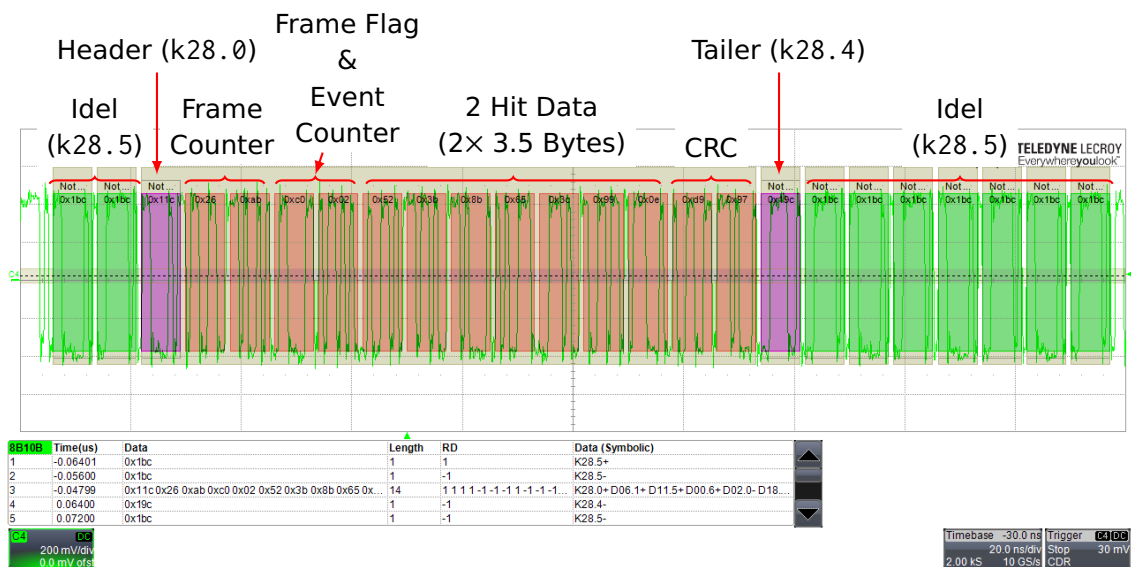 Header (k28.0)
Frame Flag
&
Event
Counter
Tailer (k28.4)
Idel
(k28.5)
Frame
Counter
2 Hit Data
(2× 3.5 Bytes)
CRC
Idel
(k28.5)
TELEDYNE LECROY
Everywhereyoulook™
Not... Not... Not... Not... Not... Not... Not... Not... Not... Not... Not...
0x1bc 0x1bc 0x11c 0x26 0xab 0xc0 0x02 0x52 0x3b 0x8b 0x65 0x3c 0x99 0x0e 0xd9 0x97 0x19c 0x1bc 0x1bc 0x1bc 0x1bc 0x1bc 0x1bc 0x1bc
C4
8B10B Time(us) Data Length RD Data (Symbolic)
1 -0.06401 0x1bc 1 1 K28.5+
2 -0.05600 0x1bc 1 -1 K28.5-
3 -0.04799 0x11c 0x26 0xab 0xc0 0x02 0x52 0x3b 0x8b 0x65 0x... 14 1 1 1 1 -1 -1 -1 1 -1 -1 -1... K28.0+ D06.1+ D11.5+ D00.6+ D02.0- D18....
4 0.06400 0x19c 1 -1 K28.4-
5 0.07200 0x1bc 1 -1 K28.5-
C4 DC
200 mV/div
0.0 mV ofst
Timebase -30.0 ns
20.0 ns/div
2.00 kS 10 GS/s
Trigger C4 DC
Stop 30 mV
CDR